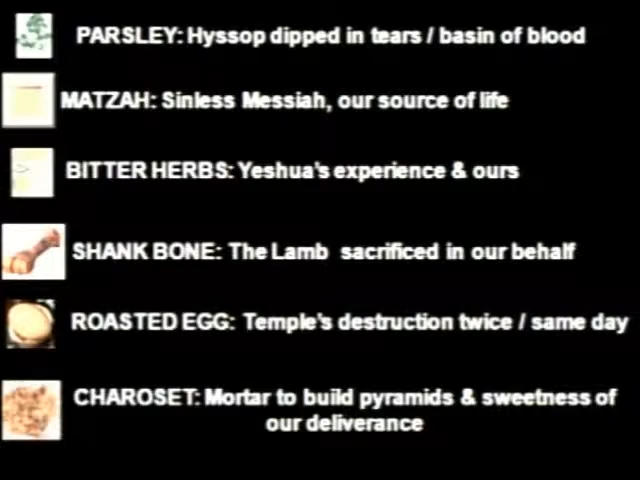 PARSLEY: Hyssop dipped in tears / basin of blood
MATZAH: Sinless Messiah, our source of life
BITTER HERBS: Yeshua's experience & ours
SHANK BONE: The Lamb sacrificed in our behalf
ROASTED EGG: Temple's destruction twice / same day
CHAROSET: Mortar to build pyramids & sweetness of
our deliverance